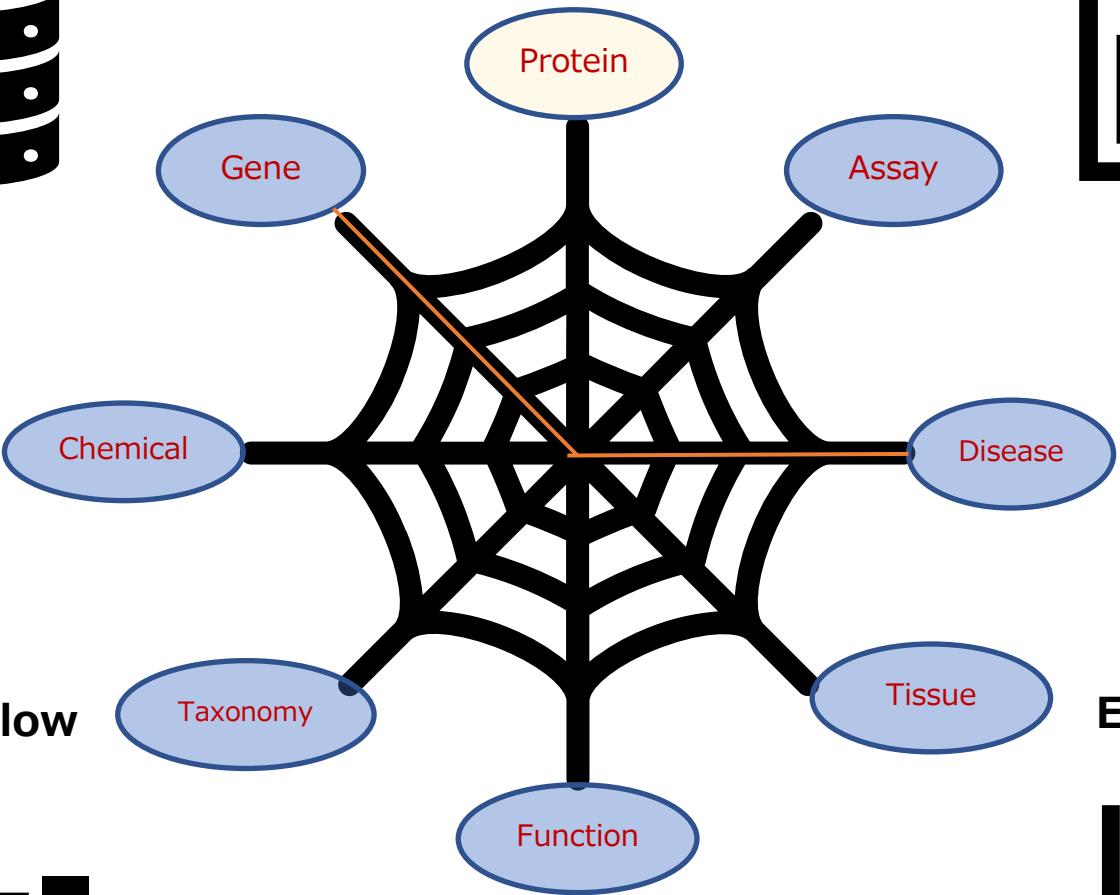 Protein
Gene
Assay
Chemical
Disease
Tissue
Taxonomy
low
E
Function